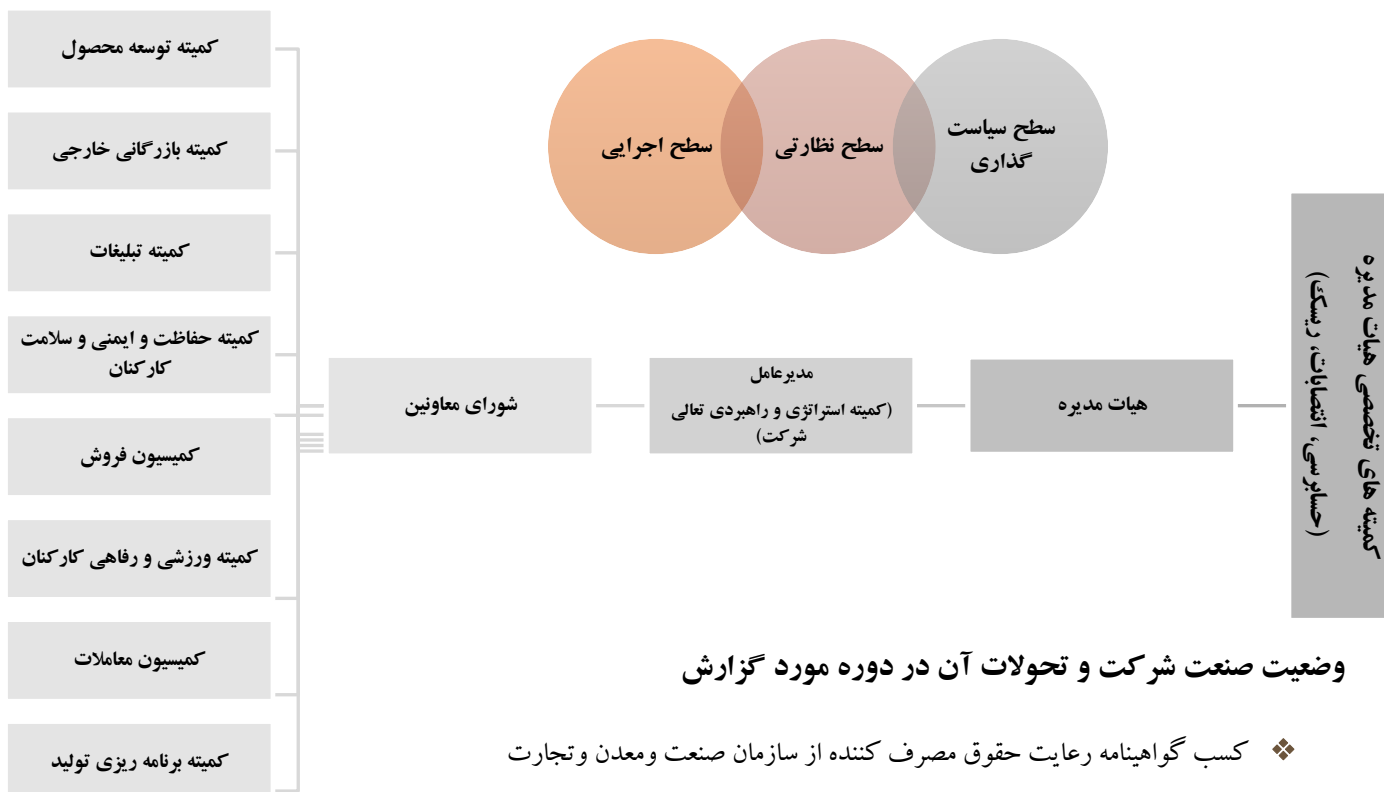 سطح سیاست
گذاری
سطح نظارتی
سطح اجرایی
کمیته های تخصصی هیات مدیره
(حسابرسی، انتصابات، ریسک)
هیات مدیره
مدیرعامل
(کمیته استراتژی و راهبردی تعالی
شرکت)
شورای معاونین
کمیته توسعه محصول
کمیته بازرگانی خارجی
کمیته تبلیغات
کمیته حفاظت و ایمنی و سلامت
کارکنان
کمیسیون فروش
کمیته ورزشی و رفاهی کارکنان
کمیسیون معاملات
کمیته برنامه ریزی تولید
وضعیت صنعت شرکت و تحولات آن در دوره مورد گزارش
❖ کسب گواهینامه رعایت حقوق مصرف کننده از سازمان صنعت ومعدن وتجارت